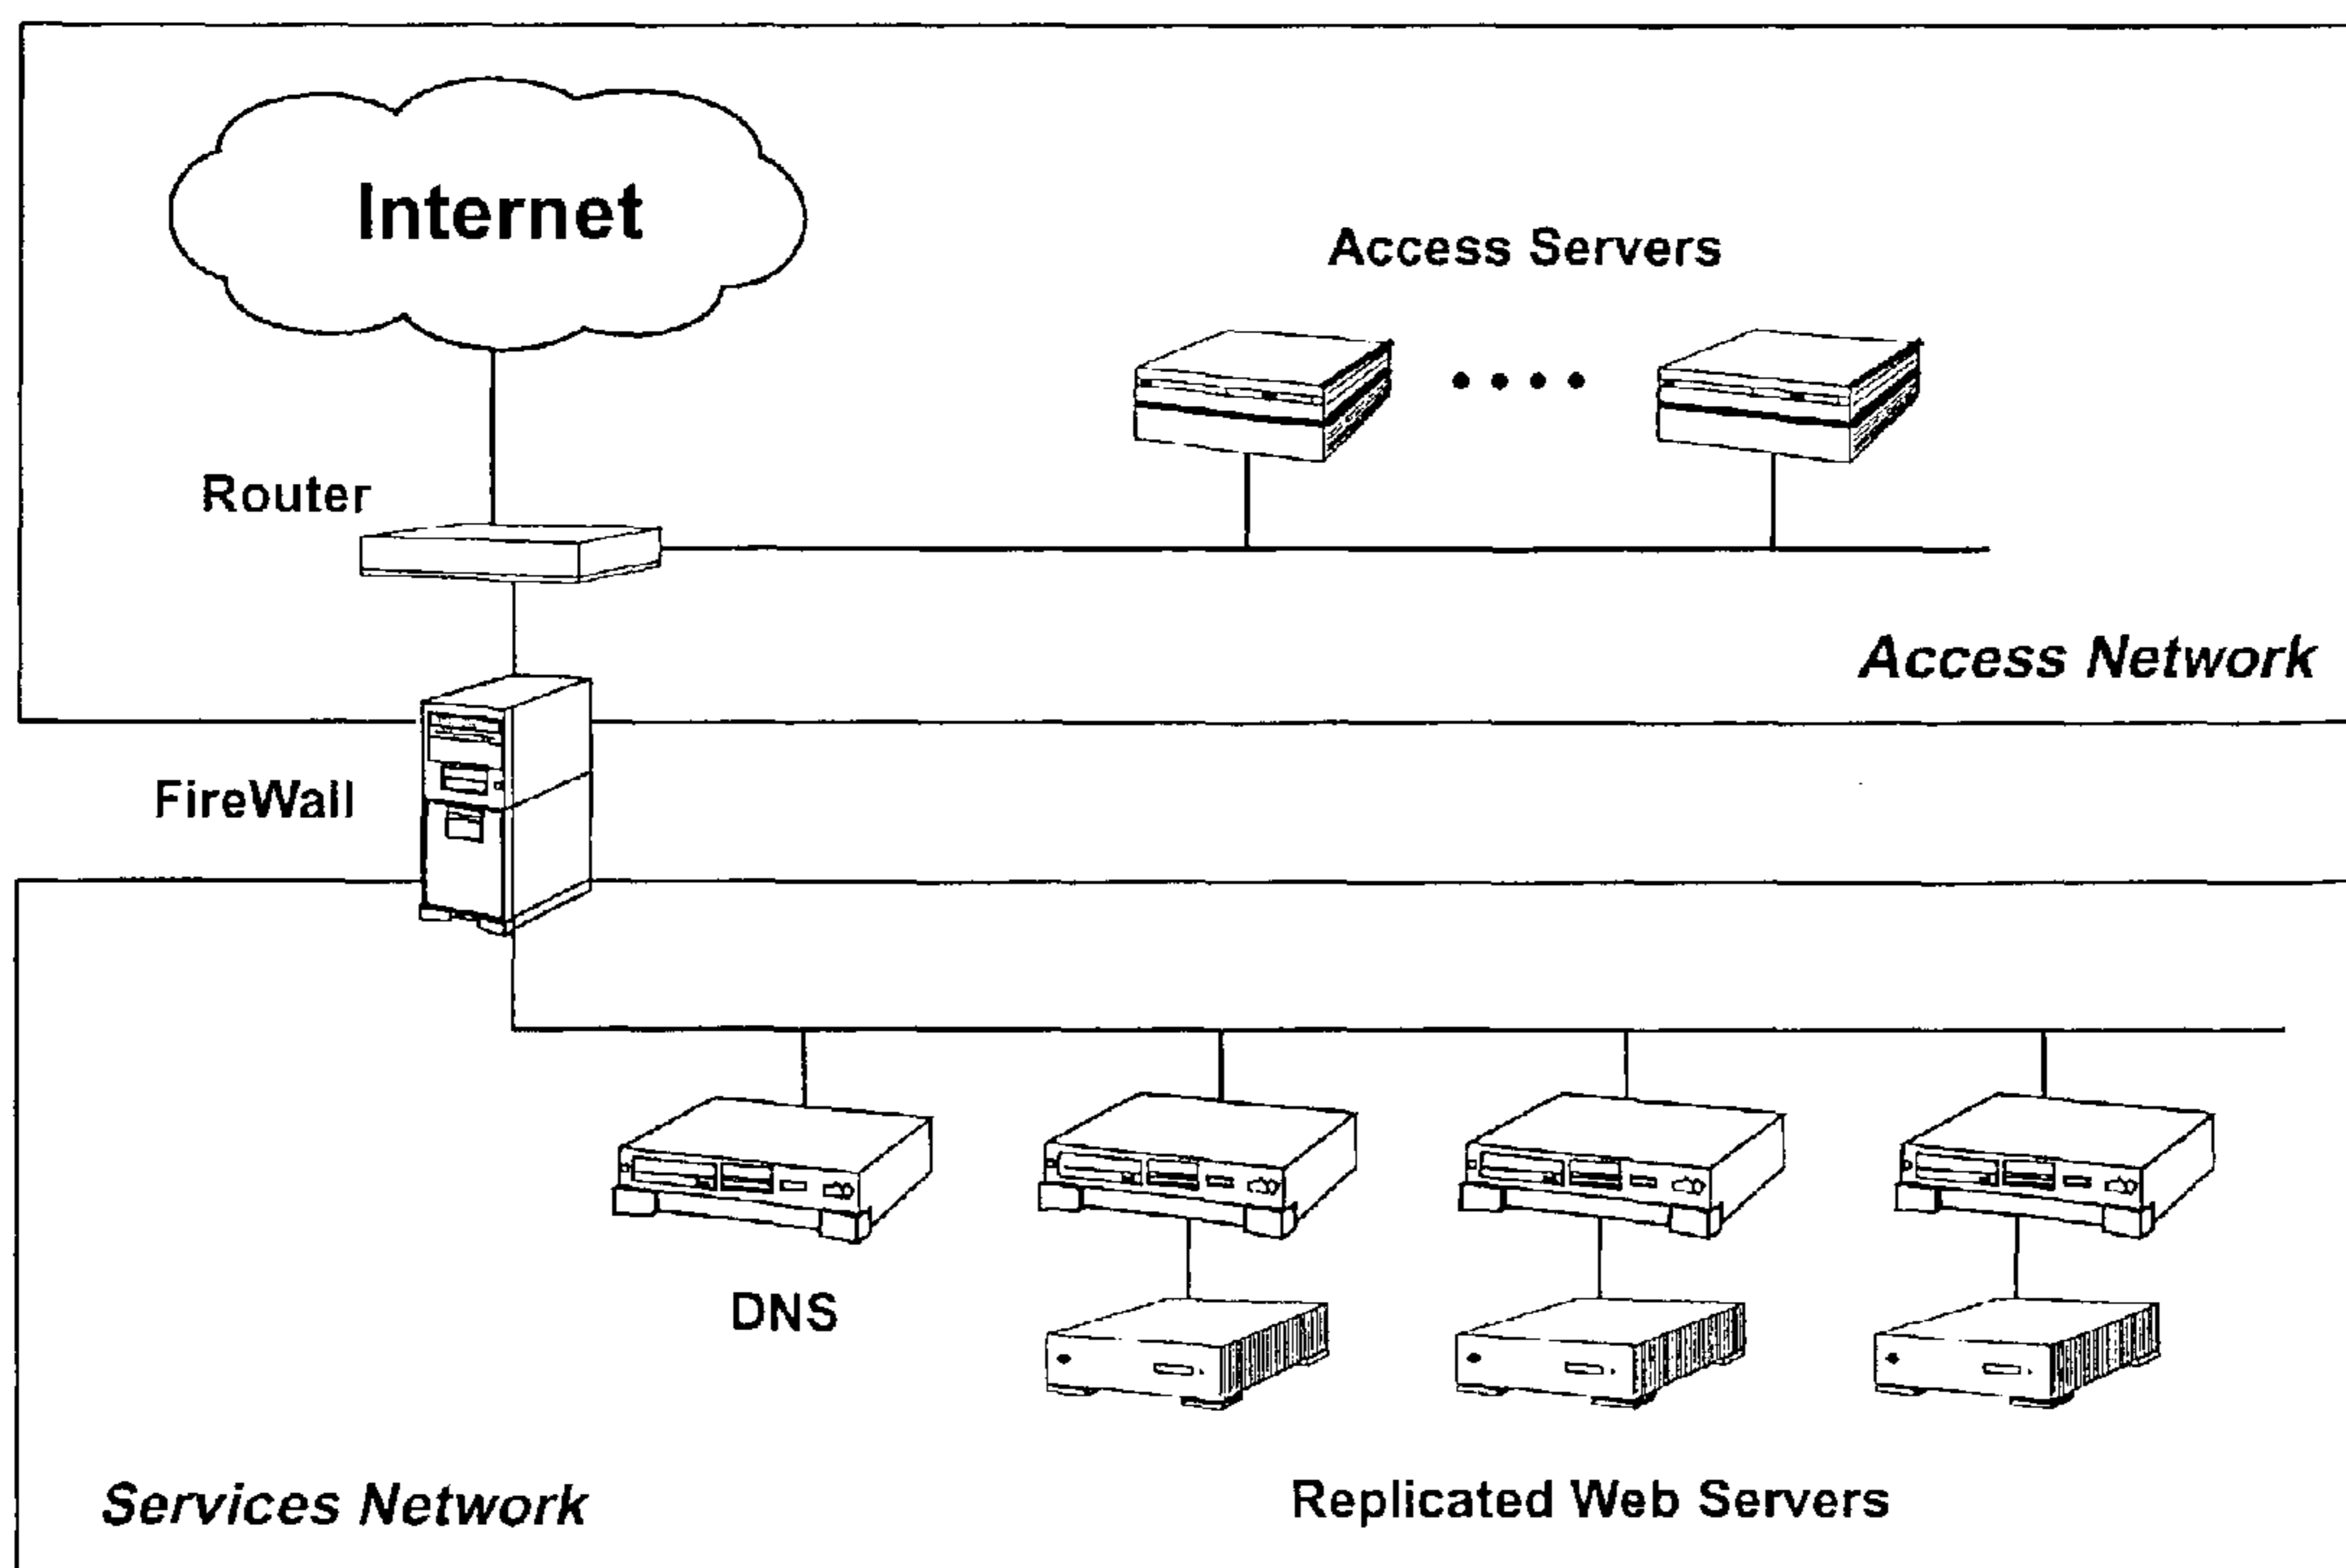 Internet
Access Servers
Router
Access Network
FireWall
DNS
Replicated Web Servers
Services Network